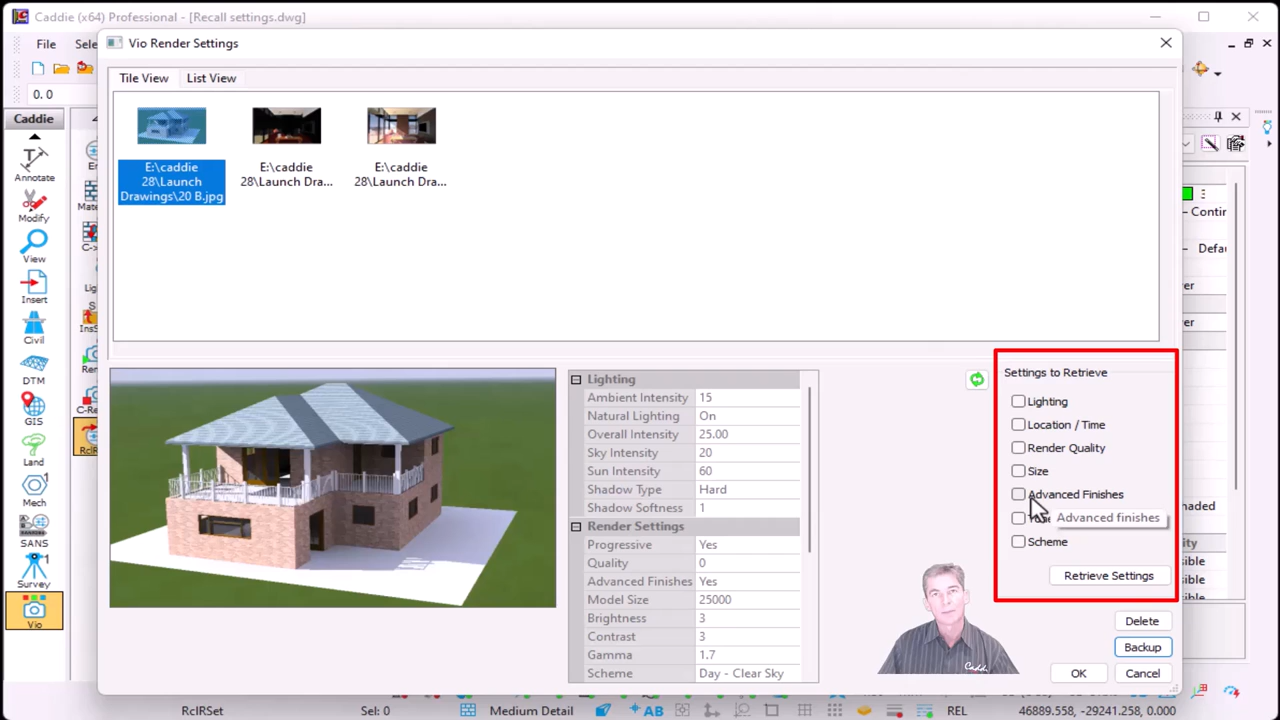 Caddie (x64) Professional - [Recall settings.dwg]
File
Vio Render Settings
Tile View
List View
0. 0
Caddie
Annotate
Modify
View
Insert
Civil
DTM
GIS
Land
Mech
SANS
Survey
Vio
E:\caddie
28\Launch
Drawings\20 B.jpg
E:\caddie
28\Launch Dra...
E:\caddie
28\Launch Dra...
Lighting
Ambient Intensity 15
Natural Lighting On
Overall Intensity 25.00
Sky Intensity 20
Sun Intensity 60
Shadow Type Hard
Shadow Softness 1
Render Settings
Progressive Yes
Quality 0
Advanced Finishes Yes
Model Size 25000
Brightness 3
Contrast 3
Gamma 1.7
Scheme Day - Clear Sky
Settings to Retrieve
Lighting
Location / Time
Render Quality
Size
Advanced Finishes
Advanced finishes
Scheme
Retrieve Settings
Delete
Backup
OK
Cancel
Caddie
RcIRSet
Sel: 0
Medium Detail
AB
REL
46889.558, -29241.258, 0.000